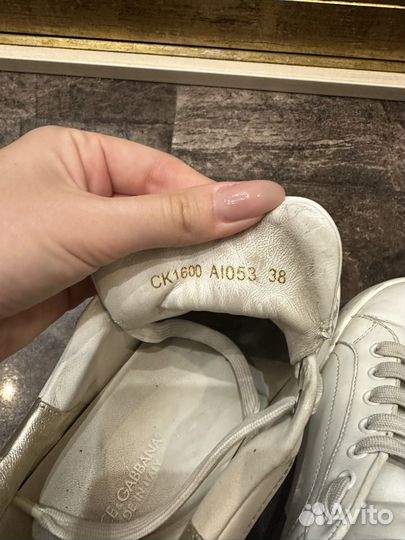 CK1600 AI053 38
E GABBANA
DE IN ITALY
Avito